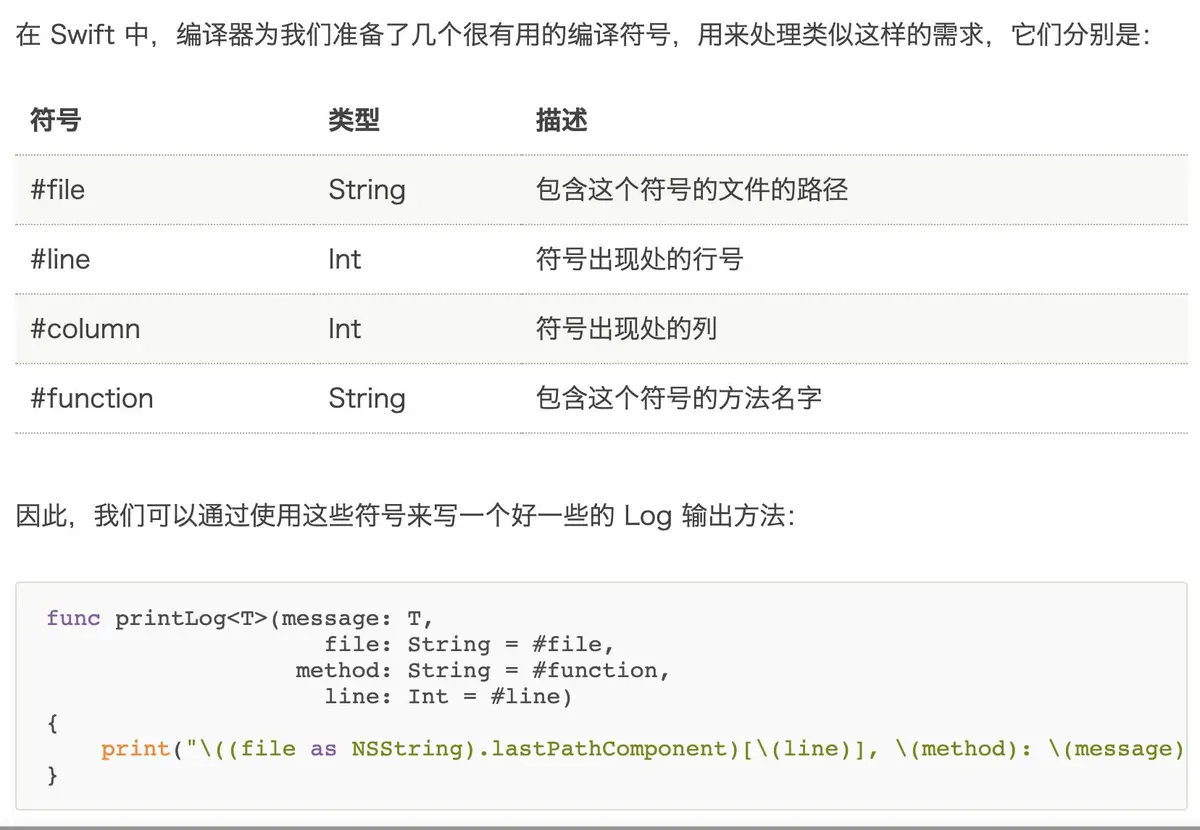 在 Swift 中，编译器为我们准备了几个很有用的编译符号，用来处理类似这样的需求，它们分别是：
符号 类型 描述
#file String 包含这个符号的文件的路径
#line Int 符号出现处的行号
#column Int 符号出现处的列
#function String 包含这个符号的方法名字
因此，我们可以通过使用这些符号来写一个好一些的 Log 输出方法：
func printLog<T>(message: T,
file: String = #file,
method: String = #function,
line: Int = #line)
{
print("\((file as NSString).lastPathComponent)[\(line)], \(method): \(message)
}